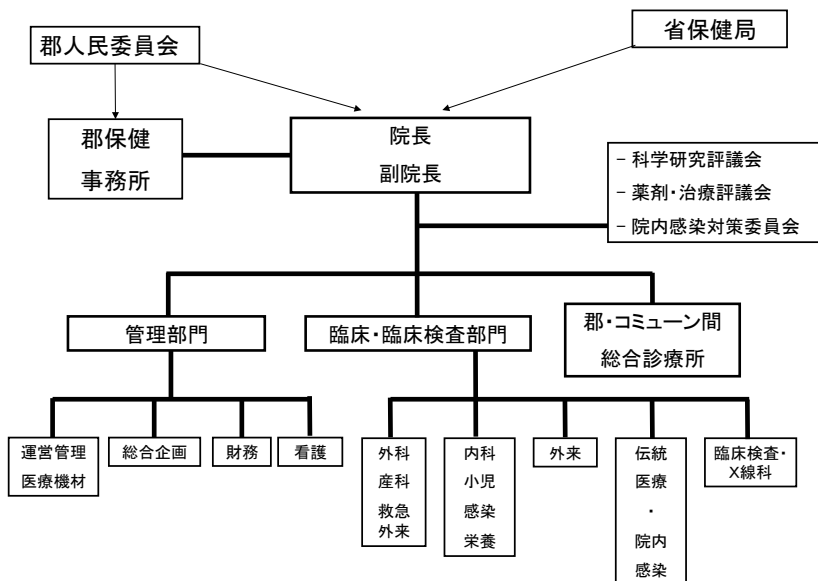 郡人民委員会
省保健局
郡保健
事務所
院長
副院長
− 科学研究評議会
− 薬剤・治療評議会
− 院内感染対策委員会
管理部門
臨床・臨床検査部門
郡・コミューン間
総合診療所
運営管理
医療機材
総合企画
財務
看護
外科
産科
救急
外来
内科
小児
感染
栄養
外来
伝統
医療
・
院内
感染
臨床検査・
X線科